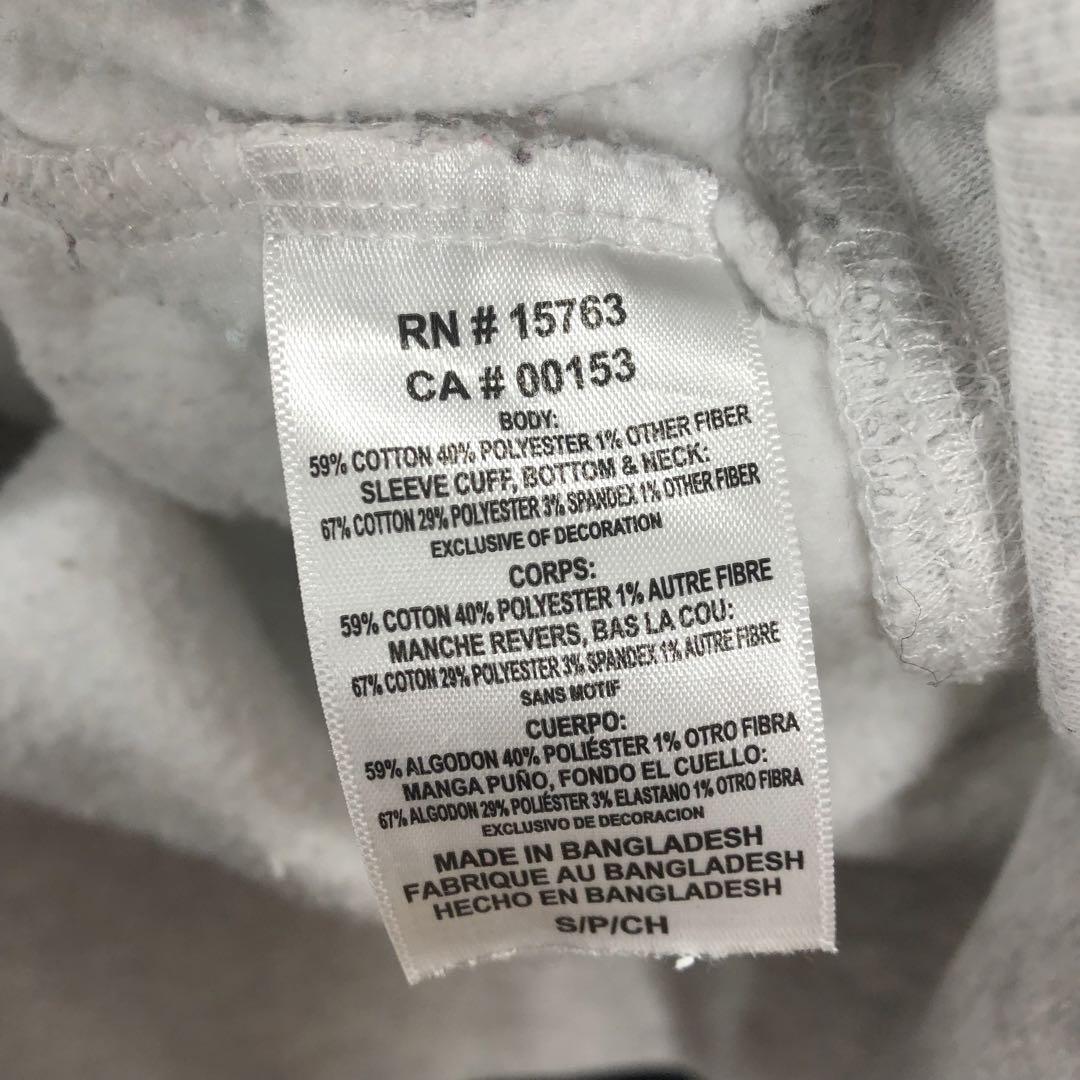 RN # 15763
CA # 00153
BODY:
59% COTTON 40% POLYESTER 1% OTHER FIBER
SLEEVE CUFF, BOTTOM & NECK:
67% COTTON 29% POLYESTER 3% SPANDEX 1% OTHER FIBER
EXCLUSIVE OF DECORATION
CORPS:
59% COTON 40% POLYESTER 1% AUTRE FIBRE
MANCHE REVERS, BAS LA COU:
67% COTON 29% POLYESTER 3% SPANDEX 1% AUTRE FIBRE
SANS MOTIF
CUERPO:
59% ALGODON 40% POLIÉSTER 1% OTRO FIBRA
MANGA PUÑO, FONDO EL CUELLO:
67% ALGODON 29% POLIÉSTER 3% ELASTANO 1% OTRO FIBRA
EXCLUSIVO DE DECORACION
MADE IN BANGLADESH
FABRIQUE AU BANGLADESH
HECHO EN BANGLADESH
S/P/CH